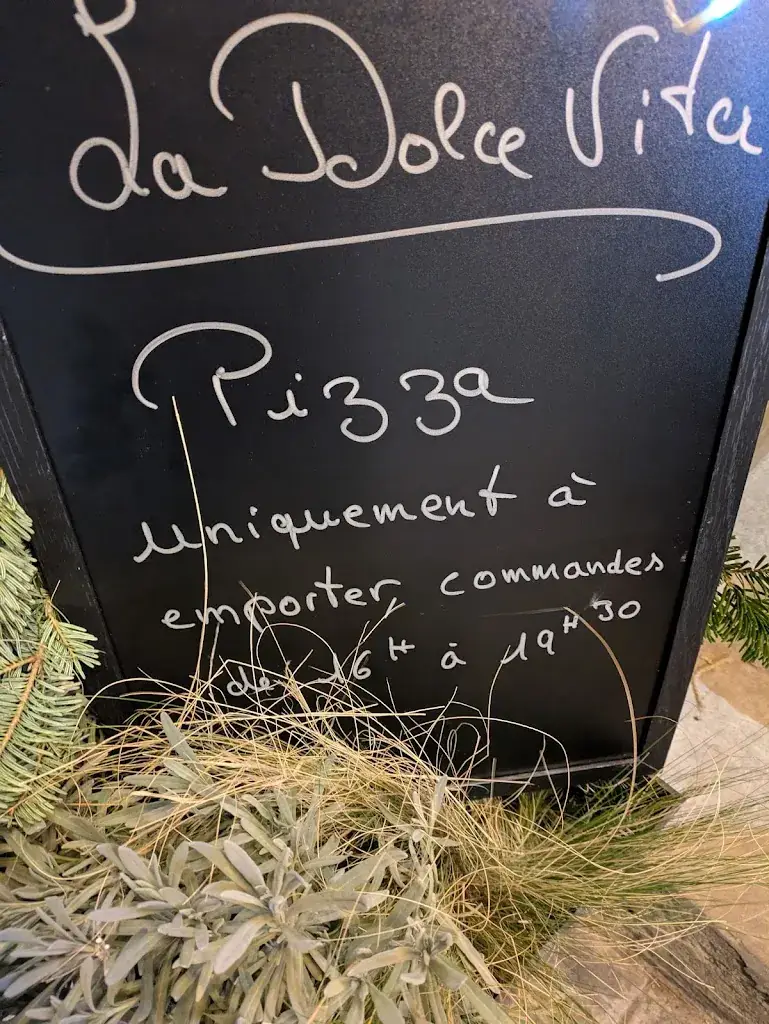 La Dolce Vita
Pizza
uniquement à
emporter, commandes
de 16H à 19H30